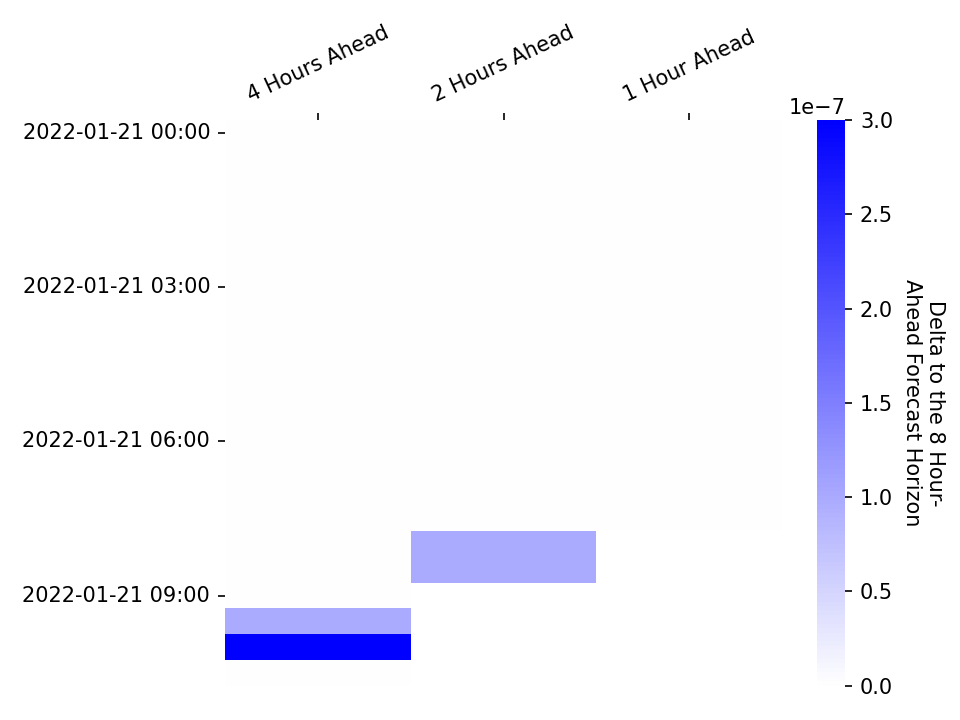 4 Hours Ahead
2 Hours Ahead
1 Hour Ahead
2022-01-21 00:00
2022-01-21 03:00
2022-01-21 06:00
2022-01-21 09:00
1e−7
3.0
2.5
2.0
1.5
1.0
0.5
0.0
Delta to the 8 Hour-
Ahead Forecast Horizon